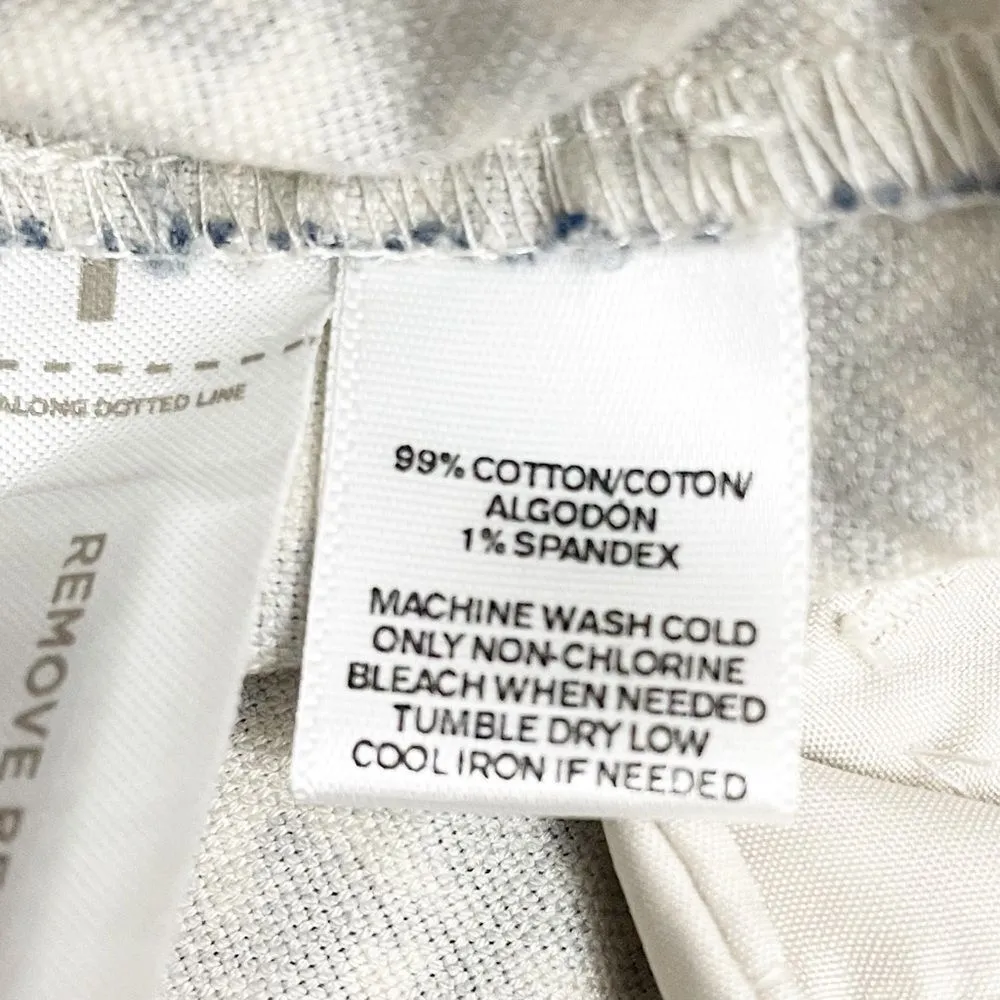 99% COTTON/COTON/
ALGODÓN
1% SPANDEX
MACHINE WASH COLD
ONLY NON-CHLORINE
BLEACH WHEN NEEDED
TUMBLE DRY LOW
COOL IRON IF NEEDED
ALONG DOTTED LINE
REMOVE